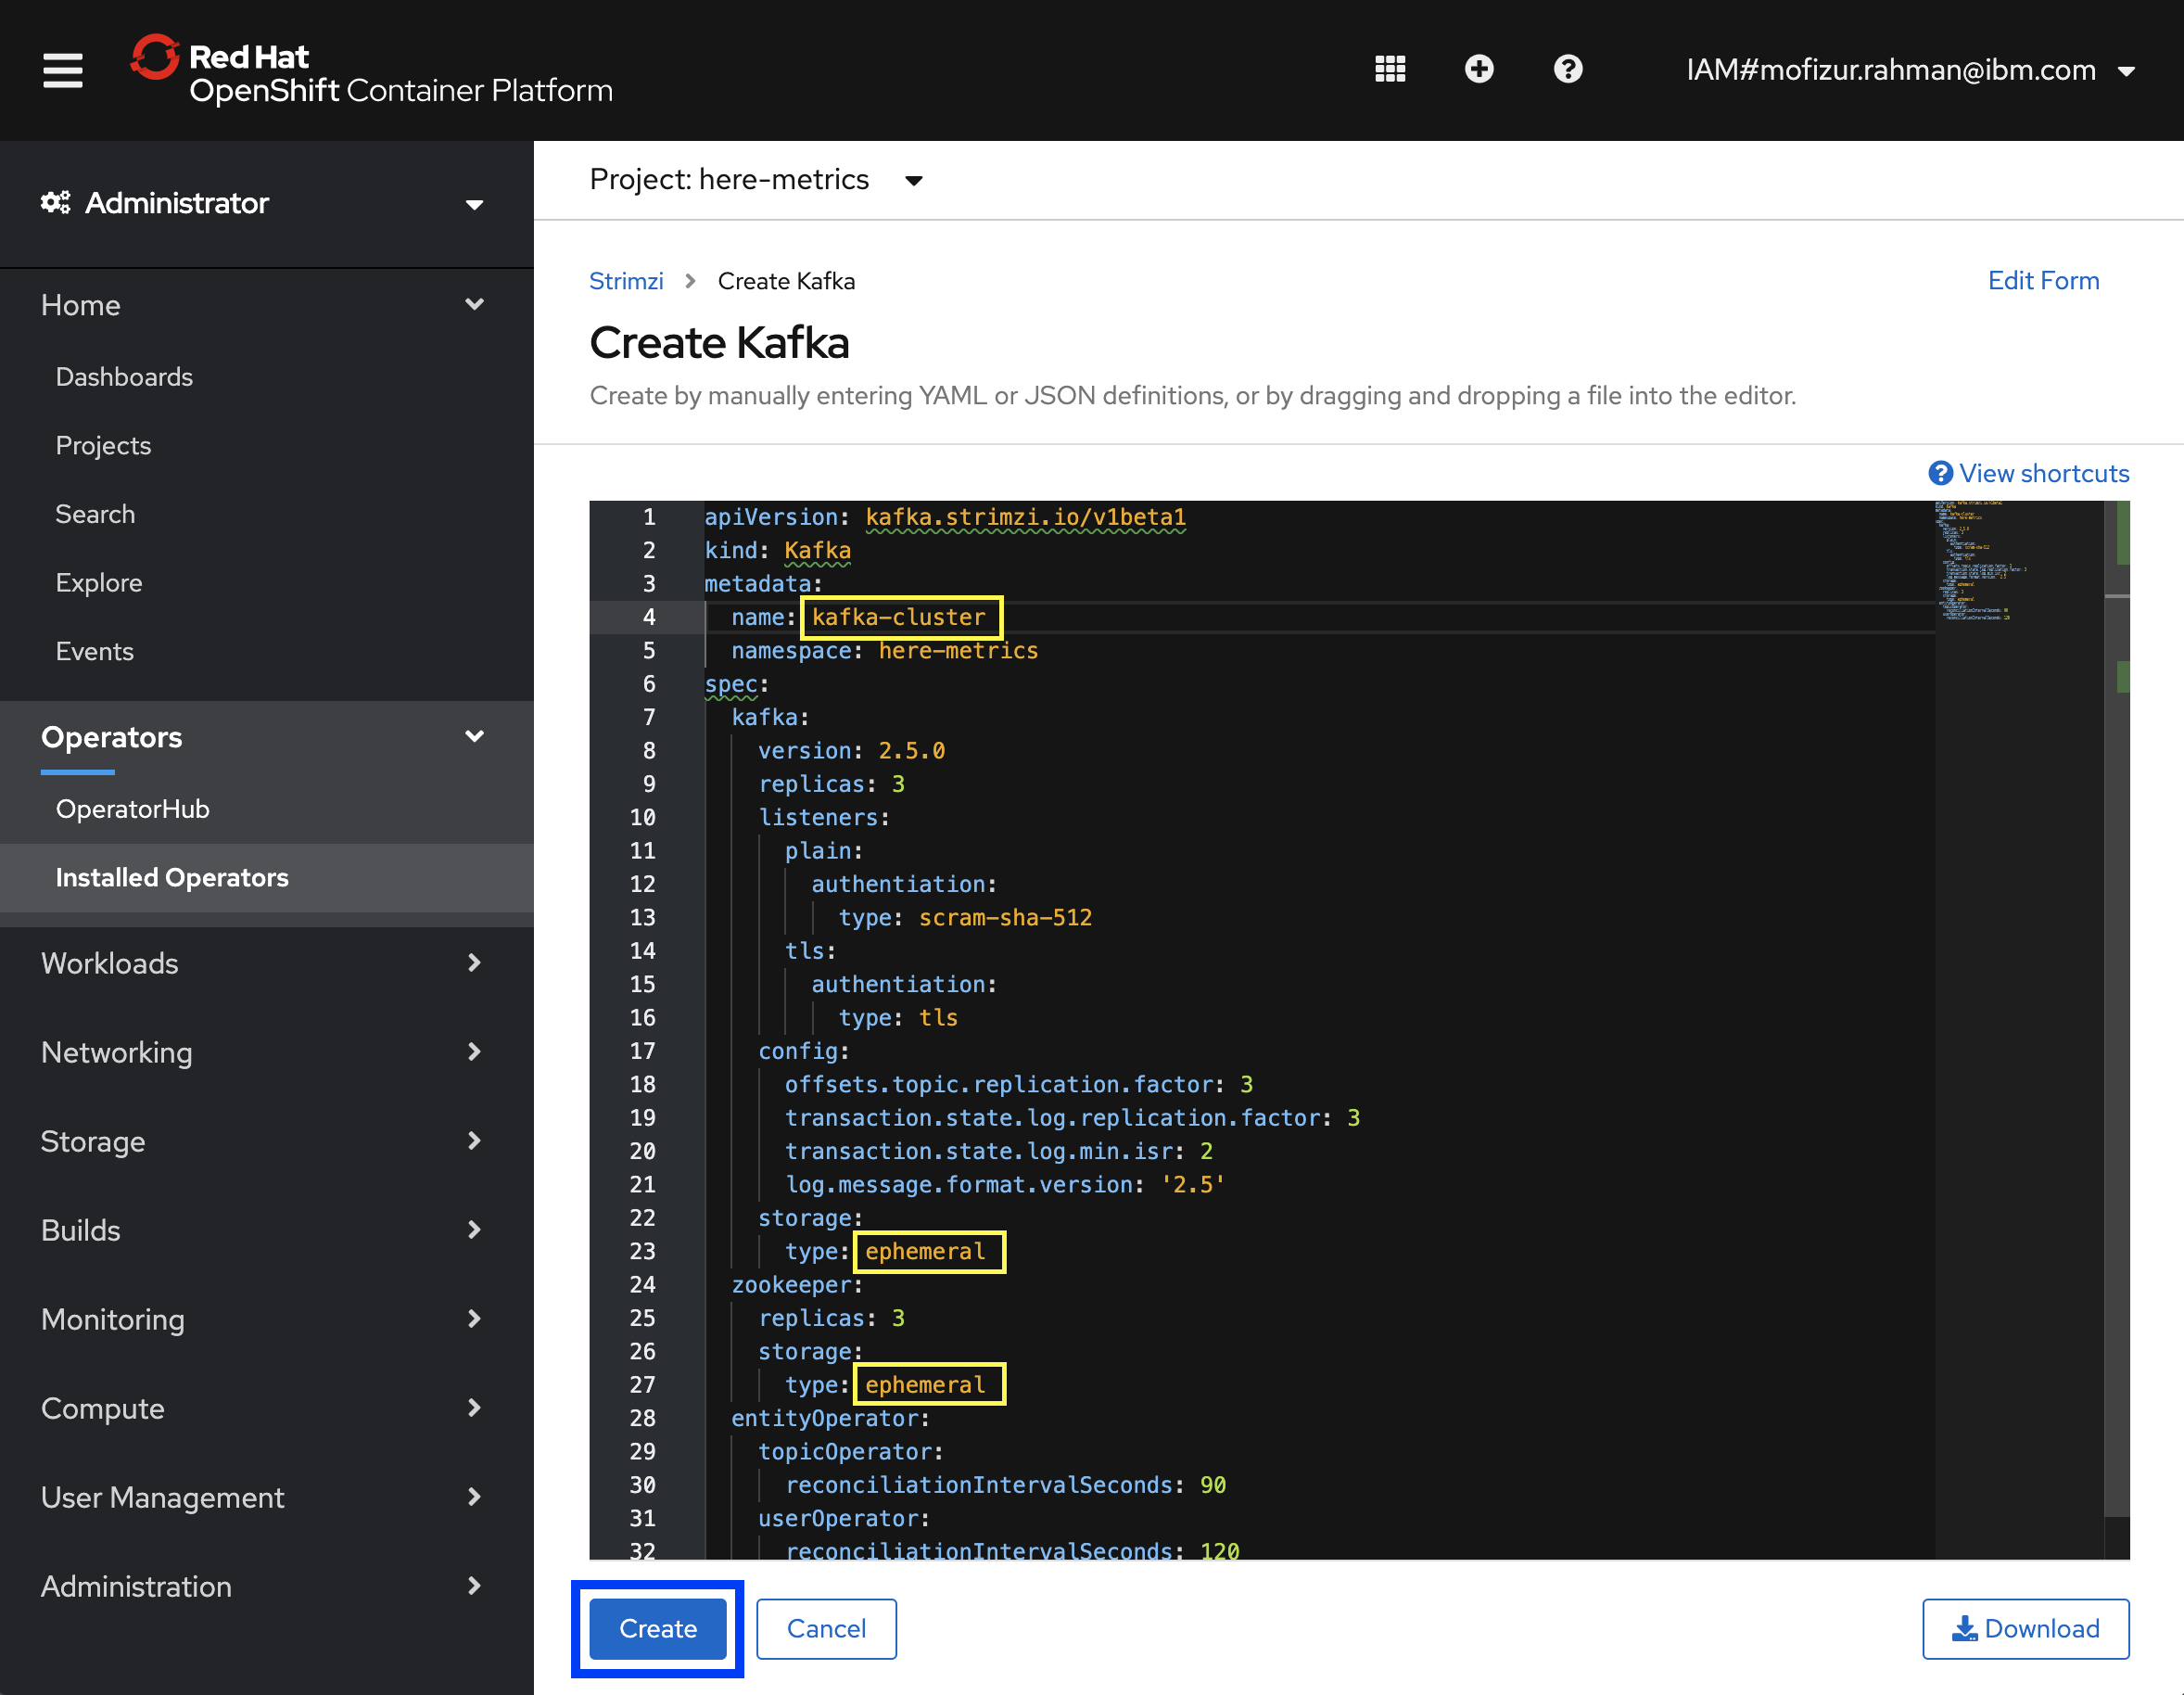 Red Hat
OpenShift Container Platform
IAM#mofizur.rahman@ibm.com
Administrator
Home
Dashboards
Projects
Search
Explore
Events
Operators
OperatorHub
Installed Operators
Workloads
Networking
Storage
Builds
Monitoring
Compute
User Management
Administration
Project: here-metrics
Strimzi > Create Kafka
Edit Form
Create Kafka
Create by manually entering YAML or JSON definitions, or by dragging and dropping a file into the editor.
View shortcuts
1 apiVersion: kafka.strimzi.io/v1beta1
2 kind: Kafka
3 metadata:
4   name: kafka-cluster
5   namespace: here-metrics
6 spec:
7   kafka:
8     version: 2.5.0
9     replicas: 3
10     listeners:
11       plain:
12         authentiation:
13           type: scram-sha-512
14       tls:
15         authentiation:
16           type: tls
17     config:
18       offsets.topic.replication.factor: 3
19       transaction.state.log.replication.factor: 3
20       transaction.state.log.min.isr: 2
21       log.message.format.version: '2.5'
22     storage:
23       type: ephemeral
24   zookeeper:
25     replicas: 3
26     storage:
27       type: ephemeral
28   entityOperator:
29     topicOperator:
30       reconciliationIntervalSeconds: 90
31     userOperator:
32       reconciliationIntervalSeconds: 120
Create
Cancel
Download